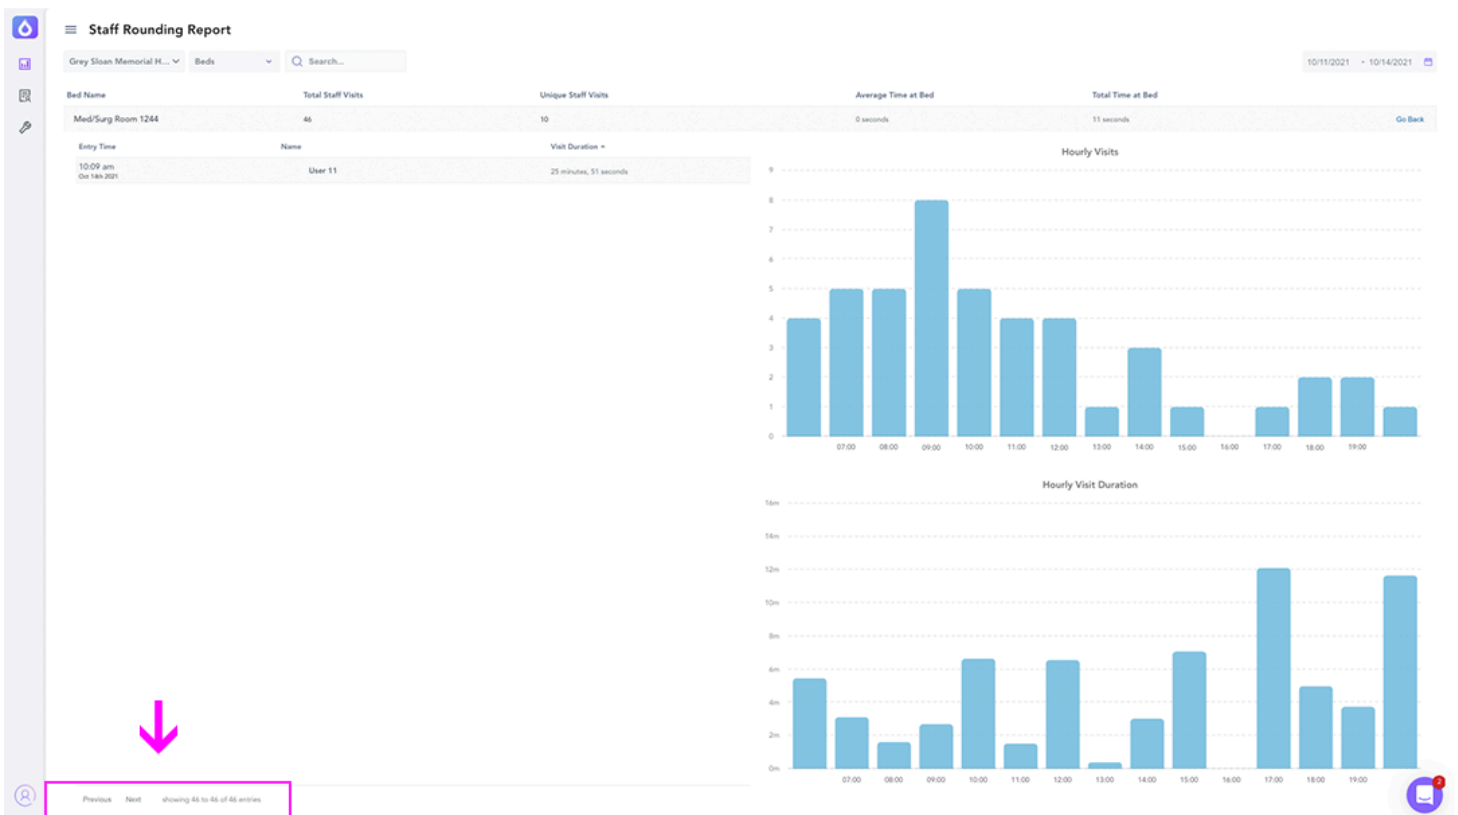 Staff Rounding Report
Grey Sloan Memorial H... Beds Search... 10/11/2021 - 10/14/2021
Bed Name Total Staff Visits Unique Staff Visits Average Time at Bed Total Time at Bed
Med/Surg Room 1244 46 10 0 seconds 11 seconds Go Back
Entry Time Name Visit Duration
10:09 am User 11 25 minutes, 51 seconds
Oct 14th 2021
Hourly Visits
9
8
7
6
5
4
3
2
1
0
07:00 08:00 09:00 10:00 11:00 12:00 13:00 14:00 15:00 16:00 17:00 18:00 19:00
Hourly Visit Duration
16m
14m
12m
10m
8m
6m
4m
2m
0m
07:00 08:00 09:00 10:00 11:00 12:00 13:00 14:00 15:00 16:00 17:00 18:00 19:00
2
Previous Next showing 46 to 46 of 46 entries